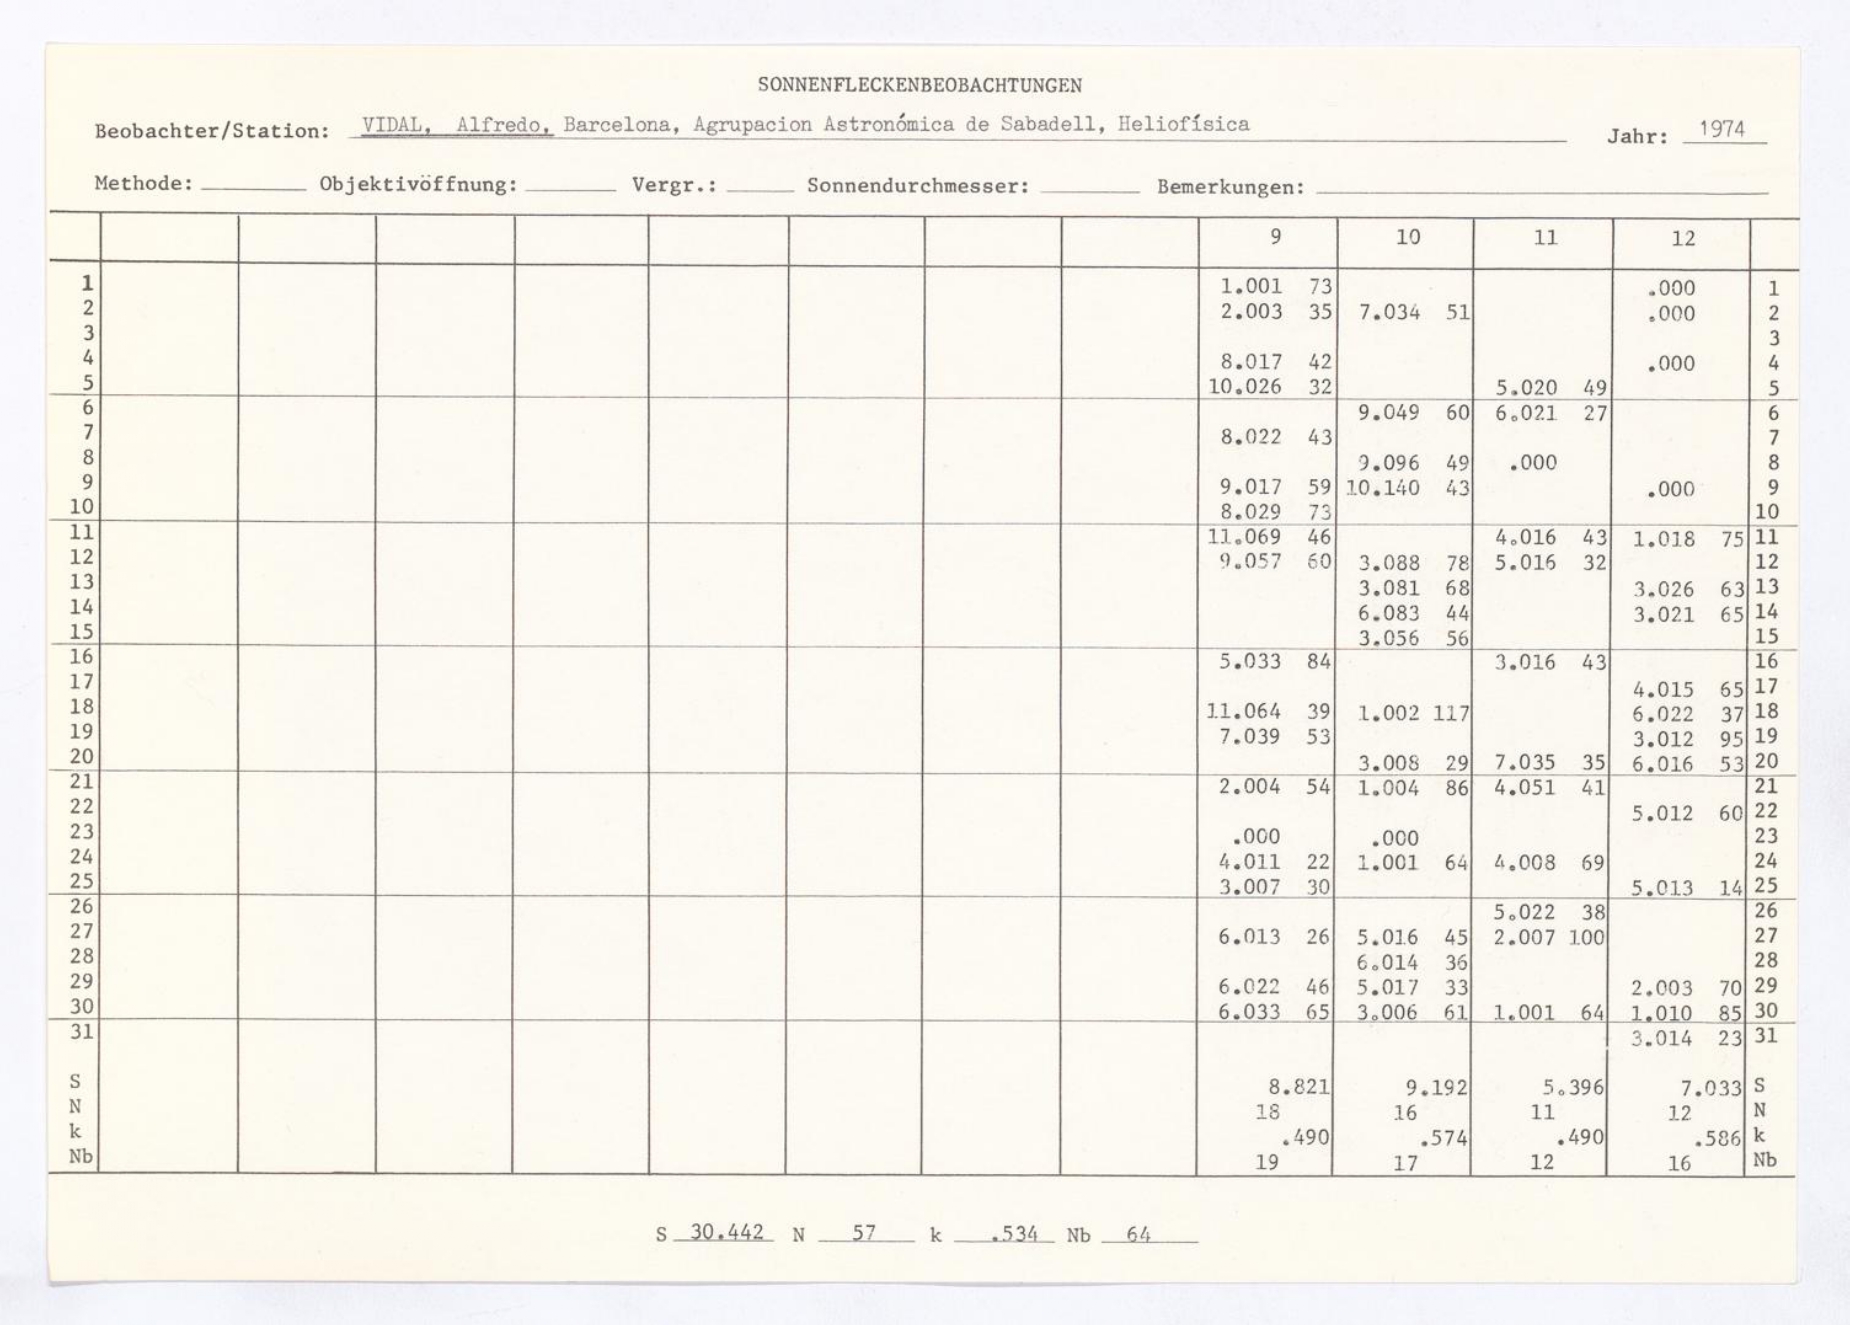 SONNENFLECKENBEOBACHTUNGEN
Beobachter/Station: VIDAL, Alfredo, Barcelona, Agrupacion Astronómica de Sabadell, Heliofísica Jahr: 1974
Methode: Objektivöffnung: Vergr.: Sonnendurchmesser: Bemerkungen:
9 10 11 12
1 1.001 73 .000 1
2 2.003 35 7.034 51 .000 2
3 3
4 8.017 42 .000 4
5 10.026 32 5.020 49 5
6 9.049 60 6.021 27 6
7 8.022 43 7
8 9.096 49 .000 8
9 9.017 59 10.140 43 .000 9
10 8.029 73 10
11 11.069 46 4.016 43 1.018 75 11
12 9.057 60 3.088 78 5.016 32 12
13 3.081 68 3.026 63 13
14 6.083 44 3.021 65 14
15 3.056 56 15
16 5.033 84 3.016 43 16
17 4.015 65 17
18 11.064 39 1.002 117 6.022 37 18
19 7.039 53 3.012 95 19
20 3.008 29 7.035 35 6.016 53 20
21 2.004 54 1.004 86 4.051 41 21
22 5.012 60 22
23 .000 .000 23
24 4.011 22 1.001 64 4.008 69 24
25 3.007 30 5.013 14 25
26 5.022 38 26
27 6.013 26 5.016 45 2.007 100 27
28 6.014 36 28
29 6.022 46 5.017 33 2.003 70 29
30 6.033 65 3.006 61 1.001 64 1.010 85 30
31 3.014 23 31
S 8.821 9.192 5.396 7.033 S
N 18 16 11 12 N
k .490 .574 .490 .586 k
Nb 19 17 12 16 Nb
S 30.442 N 57 k .534 Nb 64